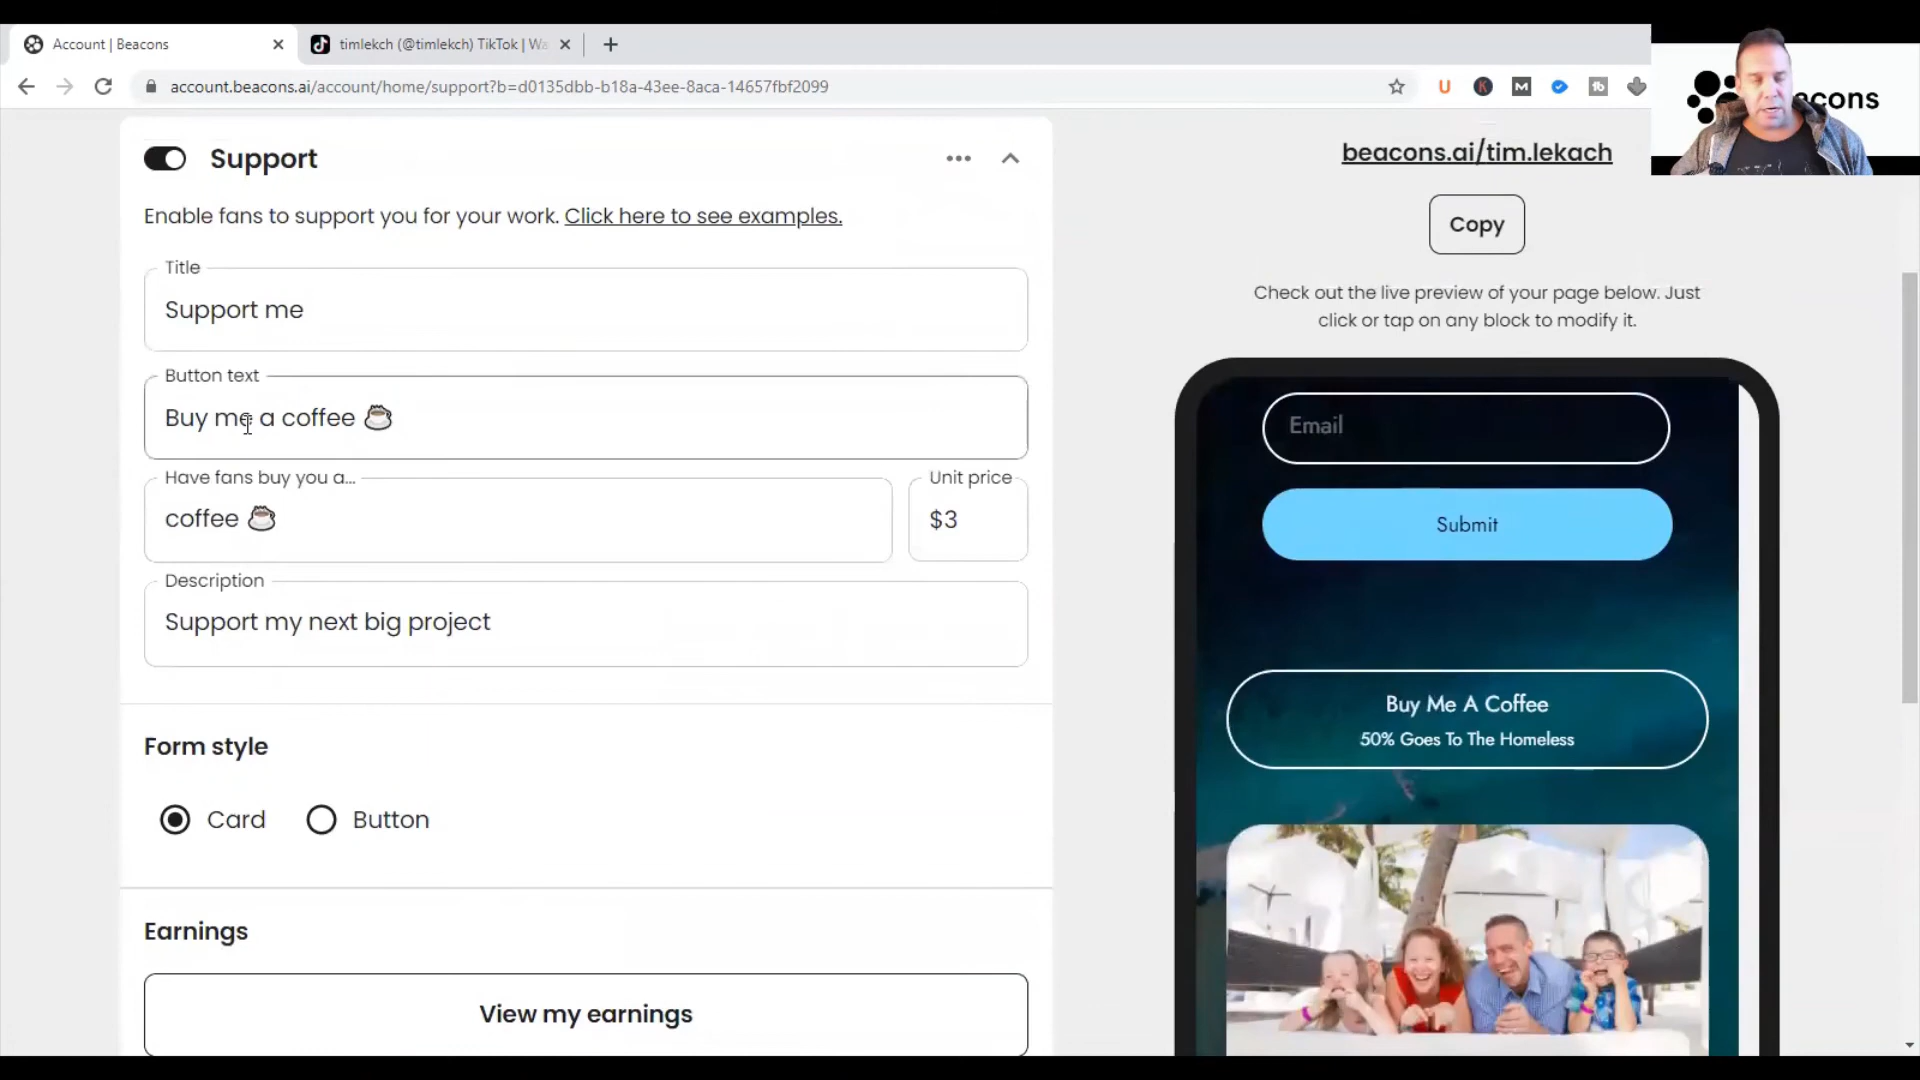 Account | Beacons
timlekch (@timlekch) TikTok | Wa
account.beacons.ai/account/home/support?b=d0135dbb-b18a-43ee-8aca-14657fbf2099
acons
Support
Enable fans to support you for your work. Click here to see examples.
Title
Support me
Button text
Buy me a coffee ☕
Have fans buy you a...
coffee ☕
Unit price
$3
Description
Support my next big project
Form style
Card
Button
Earnings
View my earnings
beacons.ai/tim.lekach
Copy
Check out the live preview of your page below. Just
click or tap on any block to modify it.
Email
Submit
Buy Me A Coffee
50% Goes To The Homeless